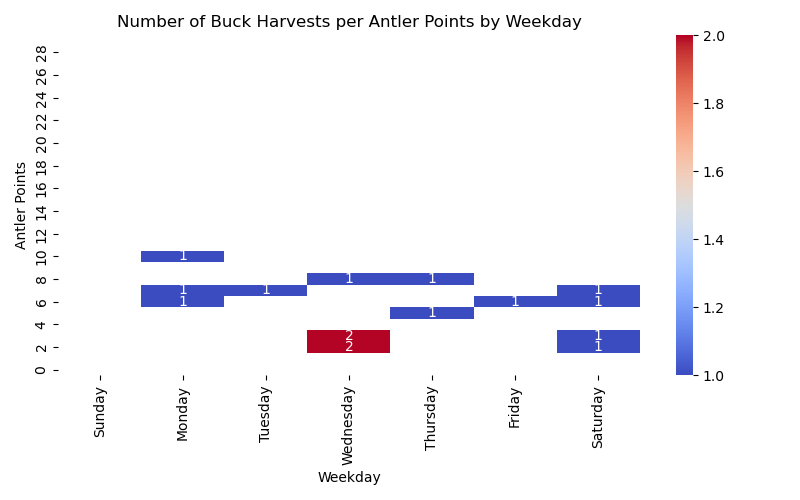 Number of Buck Harvests per Antler Points by Weekday
2.0
28
26
1.8
24
22
20
1.6
18
Antler Points
16
14
1.4
12
10
1
8
1 1
1 1 1
6
1 1 1
1
1.2
4
2 1
2
2 1
0
1.0
Sunday
Monday
Tuesday
Wednesday
Thursday
Friday
Saturday
Weekday